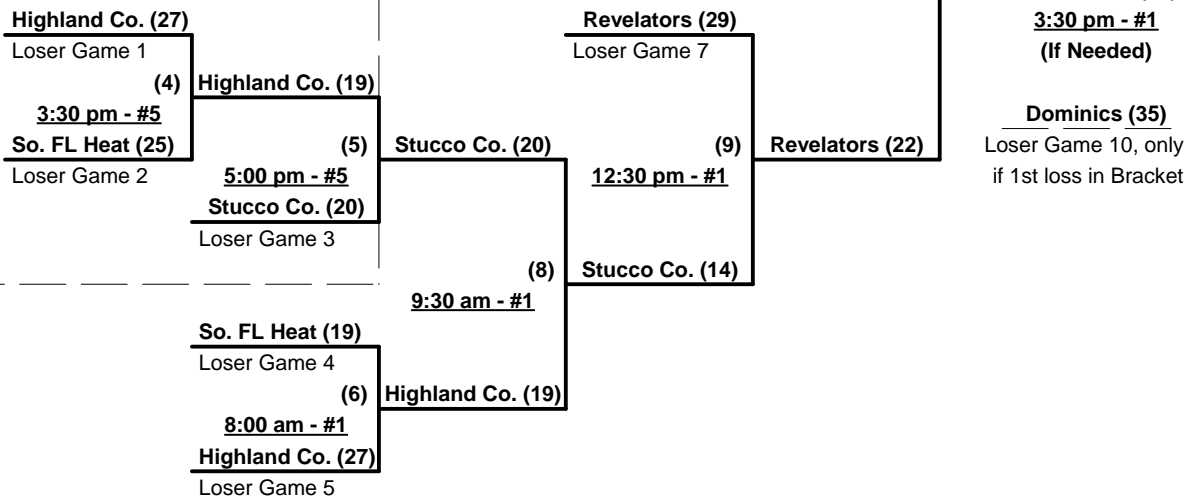 Highland Co. (27)
Loser Game 1
(4)
3:30 pm - #5
So. FL Heat (25)
Loser Game 2
Highland Co. (19)
(5)
5:00 pm - #5
Stucco Co. (20)
Loser Game 3
Stucco Co. (20)
(8)
9:30 am - #1
So. FL Heat (19)
Loser Game 4
(6)
8:00 am - #1
Highland Co. (27)
Loser Game 5
Highland Co. (19)
Revelators (29)
Loser Game 7
(9)
12:30 pm - #1
Stucco Co. (14)
Revelators (22)
3:30 pm - #1
(If Needed)
Dominics (35)
Loser Game 10, only
if 1st loss in Bracket